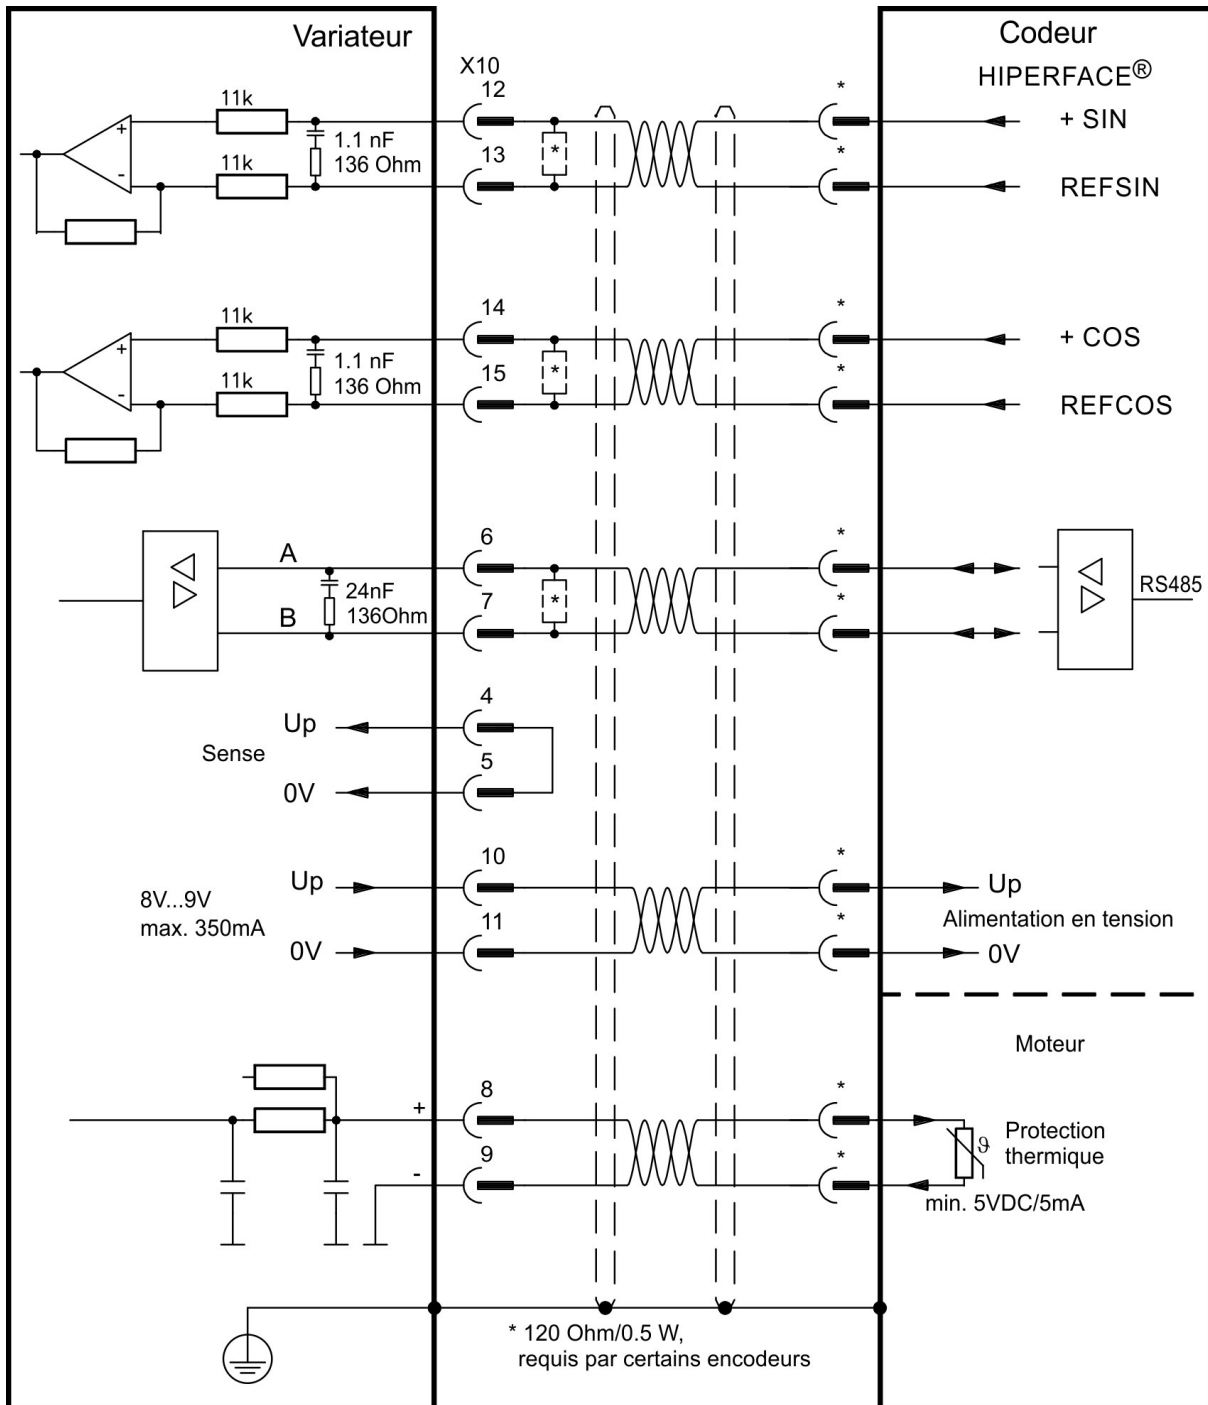 Variateur
Codeur
HIPERFACE®
X10
12
*
11k
+
+ SIN
1.1 nF
136 Ohm
*
13
*
11k
-
REFSIN
14
*
11k
+
+ COS
1.1 nF
136 Ohm
*
15
*
11k
-
REFCOS
6
*
A
24nF
136Ohm
*
RS485
7
*
B
4
Up
Sense
5
0V
10
*
Up
Up
8V...9V
max. 350mA
Alimentation en tension
11
*
0V
0V
Moteur
8
*
+
Protection
thermique
ϑ
9
*
-
min. 5VDC/5mA
* 120 Ohm/0.5 W,
requis par certains encodeurs